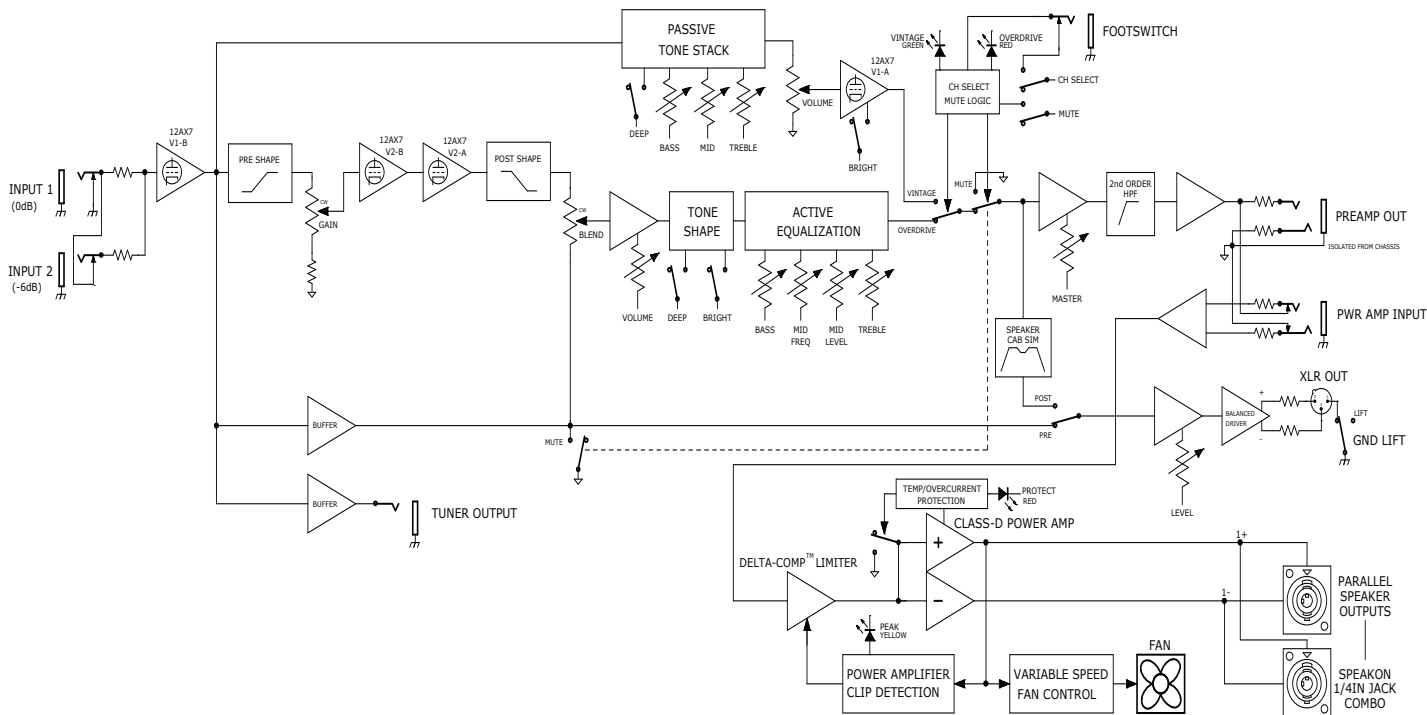 PASSIVE
TONE STACK
VINTAGE
GREEN
OVERDRIVE
RED
FOOTSWITCH
12AX7
V1-A
CH SELECT
MUTE LOGIC
CH SELECT
MUTE
VOLUME
DEEP
BASS
MID
TREBLE
BRIGHT
12AX7
V1-B
12AX7
V2-B
12AX7
V2-A
INPUT 1
(0dB)
INPUT 2
(-6dB)
PRE SHAPE
POST SHAPE
CW
GAIN
CW
BLEND
TONE
SHAPE
ACTIVE
EQUALIZATION
VINTAGE
OVERDRIVE
MUTE
2nd ORDER
HPF
PREAMP OUT
ISOLATED FROM CHASSIS
MASTER
VOLUME
DEEP
BRIGHT
BASS
MID
FREQ
MID
LEVEL
TREBLE
SPEAKER
CAB SIM
PWR AMP INPUT
XLR OUT
POST
PRE
BUFFER
MUTE
+
BALANCED
DRIVER
-
2
1
3
LIFT
GND LIFT
LEVEL
BUFFER
TUNER OUTPUT
TEMP/OVERCURRENT
PROTECTION
PROTECT
RED
CLASS-D POWER AMP
DELTA-COMP™ LIMITER
+
−
1+
1-
PARALLEL
SPEAKER
OUTPUTS
PEAK
YELLOW
POWER AMPLIFIER
CLIP DETECTION
VARIABLE SPEED
FAN CONTROL
FAN
SPEAKON
1/4IN JACK
COMBO